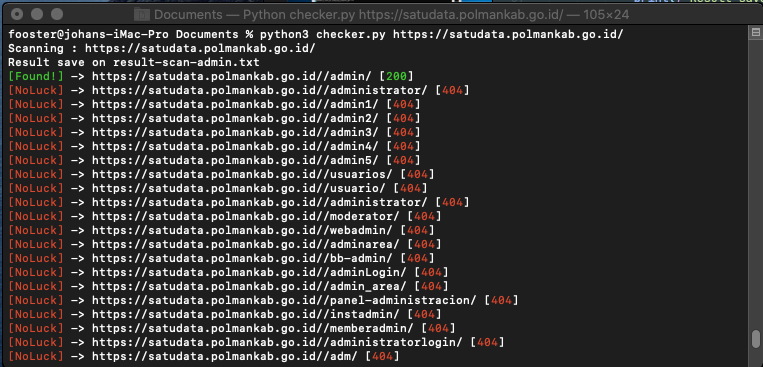 Documents — Python checker.py https://satudata.polmankab.go.id/ — 105×24
fooster@johans-iMac-Pro Documents % python3 checker.py https://satudata.polmankab.go.id/
Scanning : https://satudata.polmankab.go.id/
Result save on result-scan-admin.txt
[Found!] -> https://satudata.polmankab.go.id//admin/ [200]
[NoLuck] -> https://satudata.polmankab.go.id//administrator/ [404]
[NoLuck] -> https://satudata.polmankab.go.id//admin1/ [404]
[NoLuck] -> https://satudata.polmankab.go.id//admin2/ [404]
[NoLuck] -> https://satudata.polmankab.go.id//admin3/ [404]
[NoLuck] -> https://satudata.polmankab.go.id//admin4/ [404]
[NoLuck] -> https://satudata.polmankab.go.id//admin5/ [404]
[NoLuck] -> https://satudata.polmankab.go.id//usuarios/ [404]
[NoLuck] -> https://satudata.polmankab.go.id//usuario/ [404]
[NoLuck] -> https://satudata.polmankab.go.id//administrator/ [404]
[NoLuck] -> https://satudata.polmankab.go.id//moderator/ [404]
[NoLuck] -> https://satudata.polmankab.go.id//webadmin/ [404]
[NoLuck] -> https://satudata.polmankab.go.id//adminarea/ [404]
[NoLuck] -> https://satudata.polmankab.go.id//bb-admin/ [404]
[NoLuck] -> https://satudata.polmankab.go.id//adminLogin/ [404]
[NoLuck] -> https://satudata.polmankab.go.id//admin_area/ [404]
[NoLuck] -> https://satudata.polmankab.go.id//panel-administracion/ [404]
[NoLuck] -> https://satudata.polmankab.go.id//instadmin/ [404]
[NoLuck] -> https://satudata.polmankab.go.id//memberadmin/ [404]
[NoLuck] -> https://satudata.polmankab.go.id//administratorlogin/ [404]
[NoLuck] -> https://satudata.polmankab.go.id//adm/ [404]